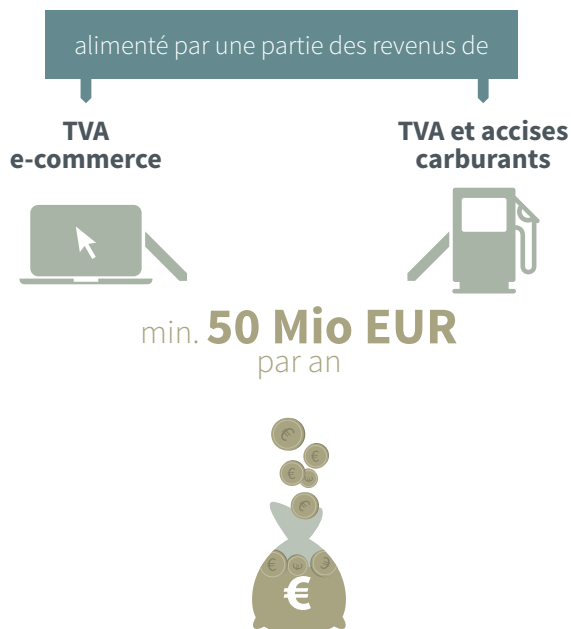 alimenté par une partie des revenus de
TVA
e-commerce
TVA et accises
carburants
min. 50 Mio EUR
par an
€
€
€
€
€
€
€
€
€